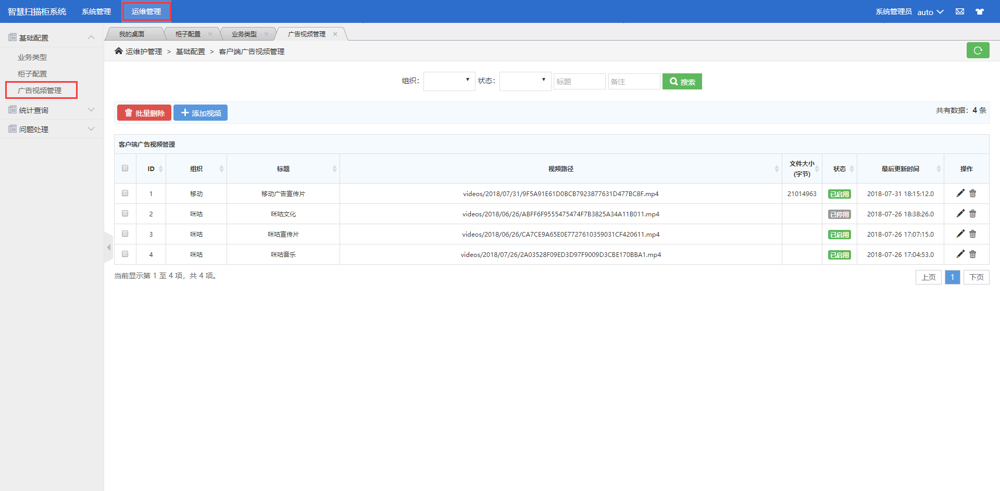 智慧扫描柜系统 系统管理 运维管理 系统管理员 auto
基础配置
业务类型
柜子配置
广告视频管理
统计查询
问题处理
我的桌面 柜子配置 × 业务类型 × 广告视频管理 ×
运维护管理 > 基础配置 > 客户端广告视频管理
组织： 状态： 标题 备注 搜索
批量删除 添加视频 共有数据：4 条
客户端广告视频管理
ID 组织 标题 视频路径 文件大小(字节) 状态 最后更新时间 操作
1 移动 移动广告宣传片 videos/2018/07/31/9F5A91E61D0BCB7923877631D477BC8F.mp4 21014963 已启用 2018-07-31 18:15:12.0
2 咪咕 咪咕文化 videos/2018/06/26/ABFF6F9555475474F7B3825A34A11B011.mp4 已停用 2018-07-26 18:38:26.0
3 咪咕 咪咕宣传片 videos/2018/06/26/CA7CE9A65E0E7727610359031CF420611.mp4 已启用 2018-07-26 17:07:15.0
4 咪咕 咪咕音乐 videos/2018/07/26/2A03528F09ED3D97F9009D3CBE170BBA1.mp4 已启用 2018-07-26 17:04:53.0
当前显示第 1 至 4 项，共 4 项。 上页 1 下页